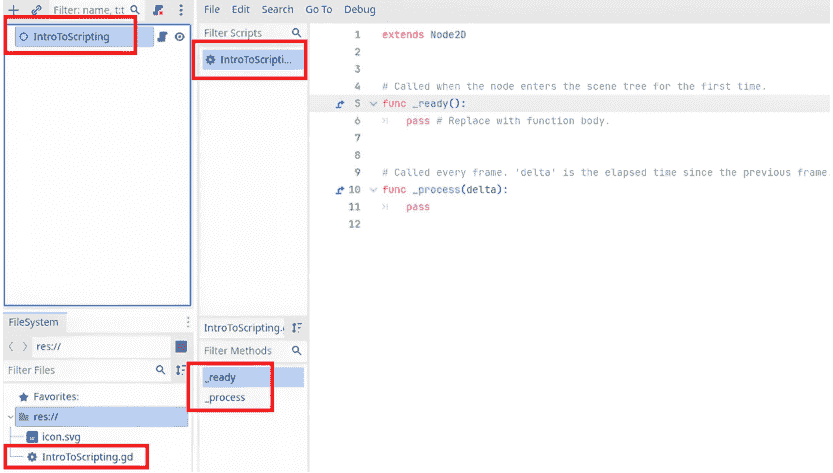 Filter: name, t:t
IntroToScripting
FileSystem
res://
Filter Files
Favorites:
res://
icon.svg
IntroToScripting.gd
File Edit Search Go To Debug
Filter Scripts
IntroToScripti...
IntroToScripting.
Filter Methods
_ready
_process
1 extends Node2D
2
3
4 # Called when the node enters the scene tree for the first time.
5 func _ready():
6 pass # Replace with function body.
7
8
9 # Called every frame. 'delta' is the elapsed time since the previous frame.
10 func _process(delta):
11 pass
12